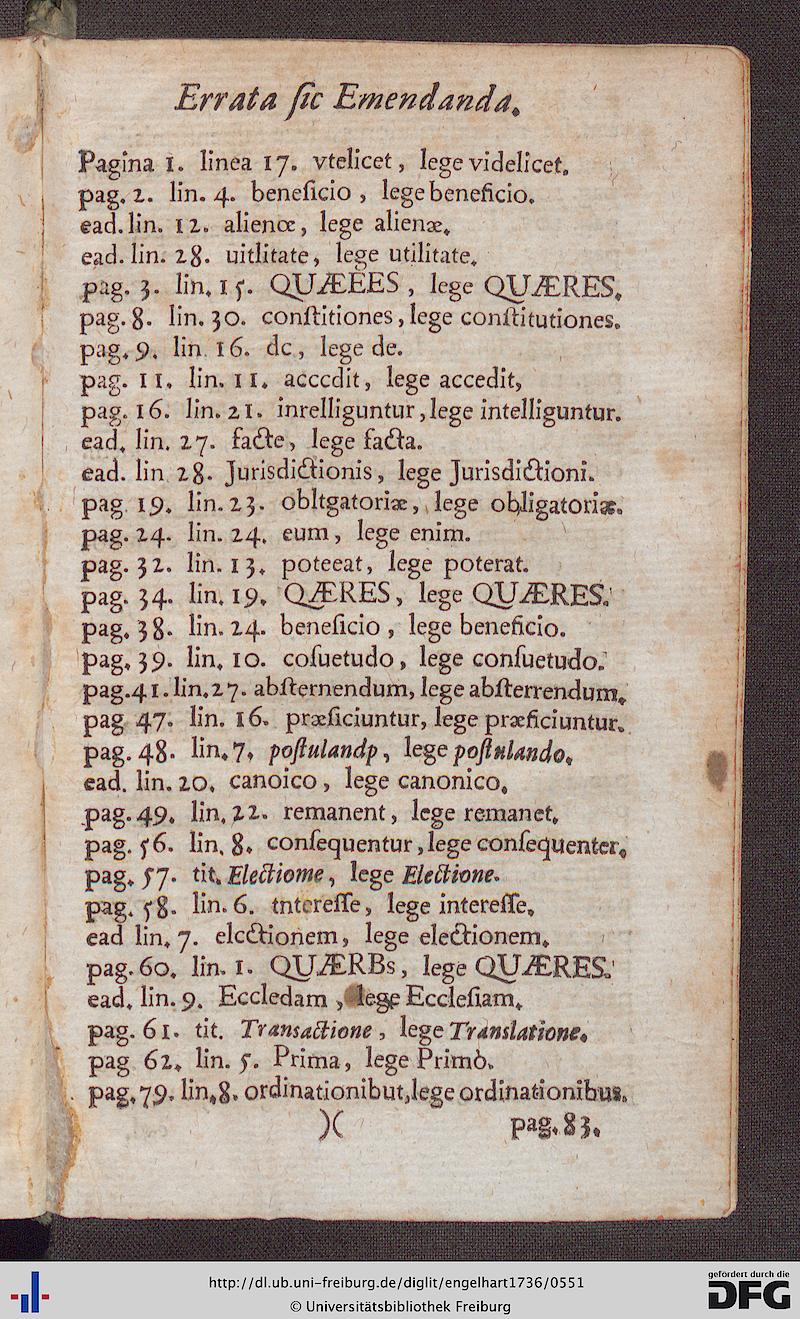 Errata ſic Emendanda.
Pagina 1. linea 17. vtelicet, lege videlicet.
pag. 2. lin. 4. beneſicio, lege beneficio.
ead. lin. 12. alienœ, lege alienæ.
ead. lin. 28. uitlitate, lege utilitate.
pag. 3. lin. 15. QUÆEES, lege QUÆRES.
pag. 8. lin. 30. conſtitiones, lege conſtitutiones.
pag. 9. lin. 16. dc, lege de.
pag. 11. lin. 11. acccdit, lege accedit,
pag. 16. lin. 21. inrelliguntur, lege intelliguntur.
ead. lin. 27. facte, lege facta.
ead. lin 28. Jurisdictionis, lege Jurisdictioni.
pag 19. lin. 23. obltgatoriæ, lege obligatoriæ.
pag. 24. lin. 24. eum, lege enim.
pag. 32. lin. 13. poteeat, lege poterat.
pag. 34. lin. 19. QÆRES, lege QUÆRES.
pag. 38. lin. 24. beneſicio, lege beneficio.
pag. 39. lin. 10. coſuetudo, lege conſuetudo.
pag. 41. lin. 27. abſternendum, lege abſterrendum.
pag 47. lin. 16. præſiciuntur, lege præficiuntur.
pag. 48. lin. 7. poſtulandp, lege poſtulando.
ead. lin. 20. canoico, lege canonico.
pag. 49. lin. 22. remanent, lege remanet.
pag. 56. lin. 8. conſequentur, lege conſequenter.
pag. 57. tit. Electiome, lege Electione.
pag. 58. lin. 6. tntereſſe, lege intereſſe.
ead lin. 7. elcctionem, lege electionem.
pag. 60. lin. 1. QUÆRBs, lege QUÆRES.
ead. lin. 9. Eccledam, lege Eccleſiam.
pag. 61. tit. Transactione, lege Translatione.
pag 62. lin. 5. Prima, lege Primò.
pag. 79. lin. 8. ordinationibut, lege ordinationibus.
)( pag. 83.
http://dl.ub.uni-freiburg.de/diglit/engelhart1736/0551
© Universitätsbibliothek Freiburg
gefördert durch die
DFG